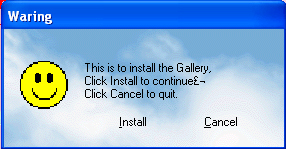 Waring
This is to install the Gallery,
Click Install to continue£¬
Click Cancel to quit.
Install
Cancel